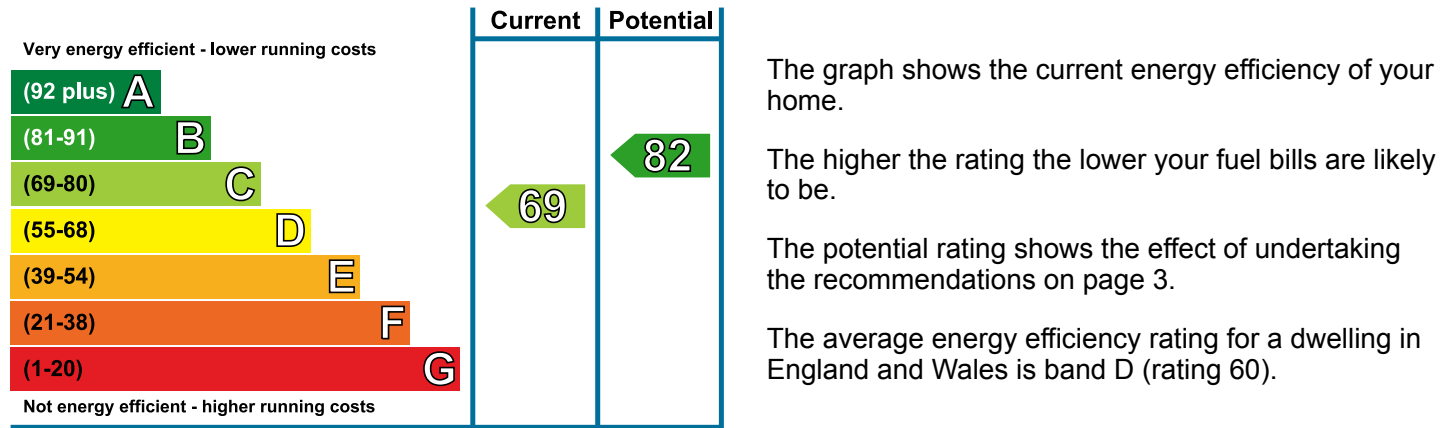 Current Potential
Very energy efficient - lower running costs
(92 plus) A
(81-91) B
82
(69-80) C
69
(55-68) D
(39-54) E
(21-38) F
(1-20) G
Not energy efficient - higher running costs
The graph shows the current energy efficiency of your
home.
The higher the rating the lower your fuel bills are likely
to be.
The potential rating shows the effect of undertaking
the recommendations on page 3.
The average energy efficiency rating for a dwelling in
England and Wales is band D (rating 60).